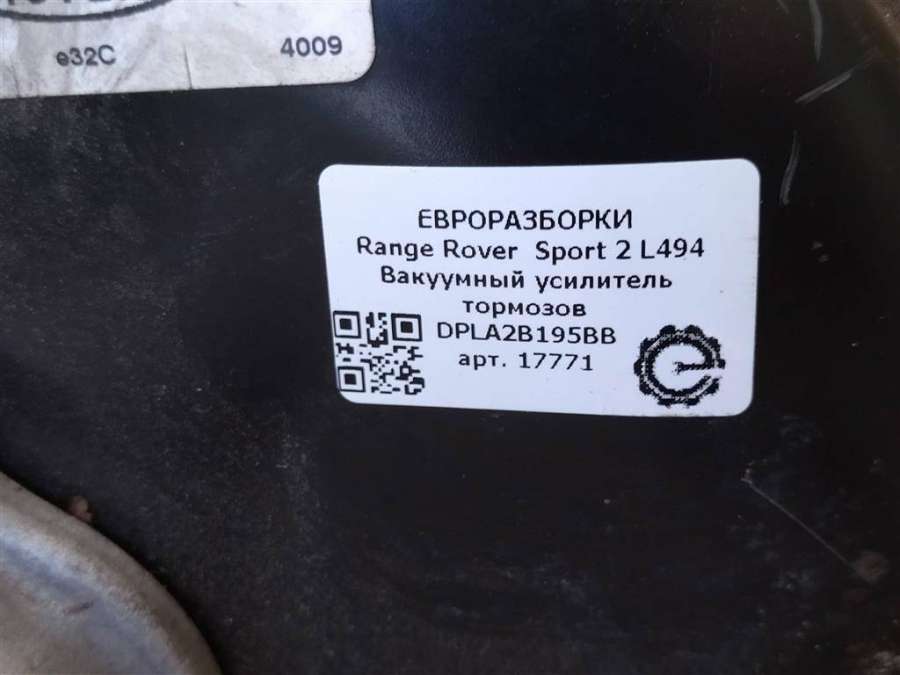 e32C 4009
ЕВРОРАЗБОРКИ
Range Rover Sport 2 L494
Вакуумный усилитель
тормозов
DPLA2B195BB
арт. 17771